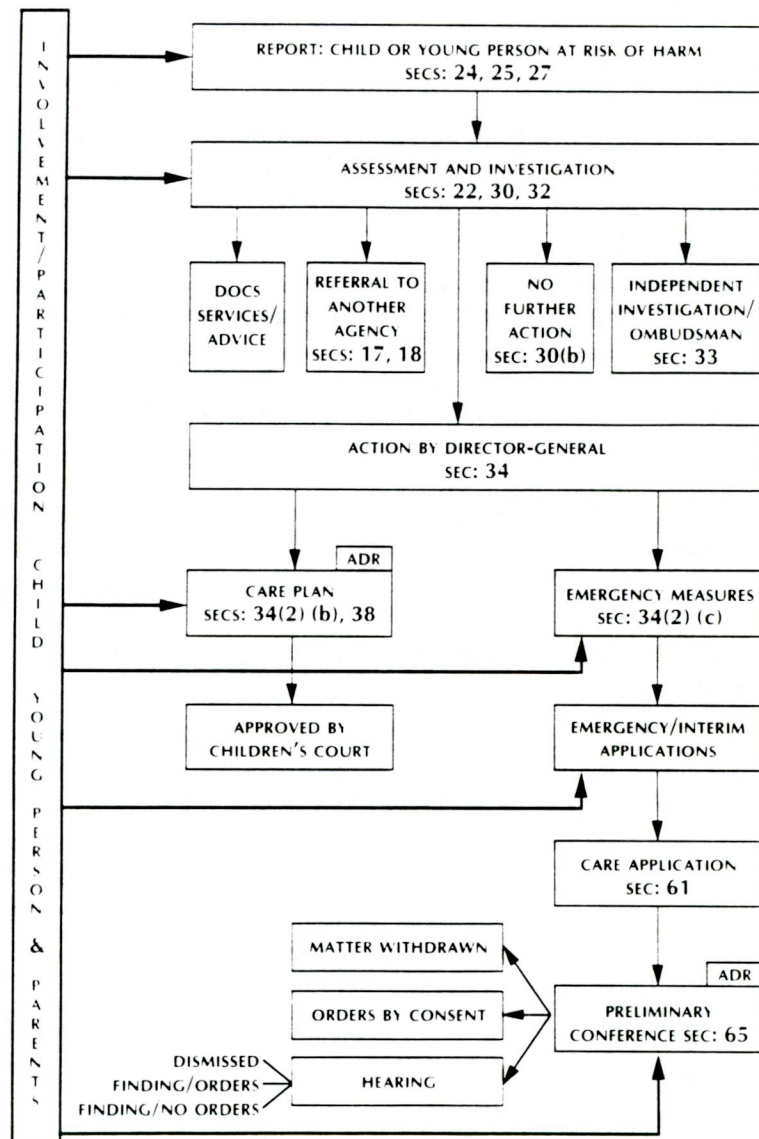 INVOLVEMENT/PARTICIPATION CHILD YOUNG PERSON & PARENTS
REPORT: CHILD OR YOUNG PERSON AT RISK OF HARM
SECS: 24, 25, 27
ASSESSMENT AND INVESTIGATION
SECS: 22, 30, 32
DOCS
SERVICES/
ADVICE
REFERRAL TO
ANOTHER
AGENCY
SECS: 17, 18
NO
FURTHER
ACTION
SEC: 30(b)
INDEPENDENT
INVESTIGATION/
OMBUDSMAN
SEC: 33
ACTION BY DIRECTOR-GENERAL
SEC: 34
ADR
CARE PLAN
SECS: 34(2) (b), 38
EMERGENCY MEASURES
SEC: 34(2) (c)
APPROVED BY
CHILDREN'S COURT
EMERGENCY/INTERIM
APPLICATIONS
CARE APPLICATION
SEC: 61
MATTER WITHDRAWN
ADR
ORDERS BY CONSENT
PRELIMINARY
CONFERENCE SEC: 65
DISMISSED
FINDING/ORDERS
FINDING/NO ORDERS
HEARING